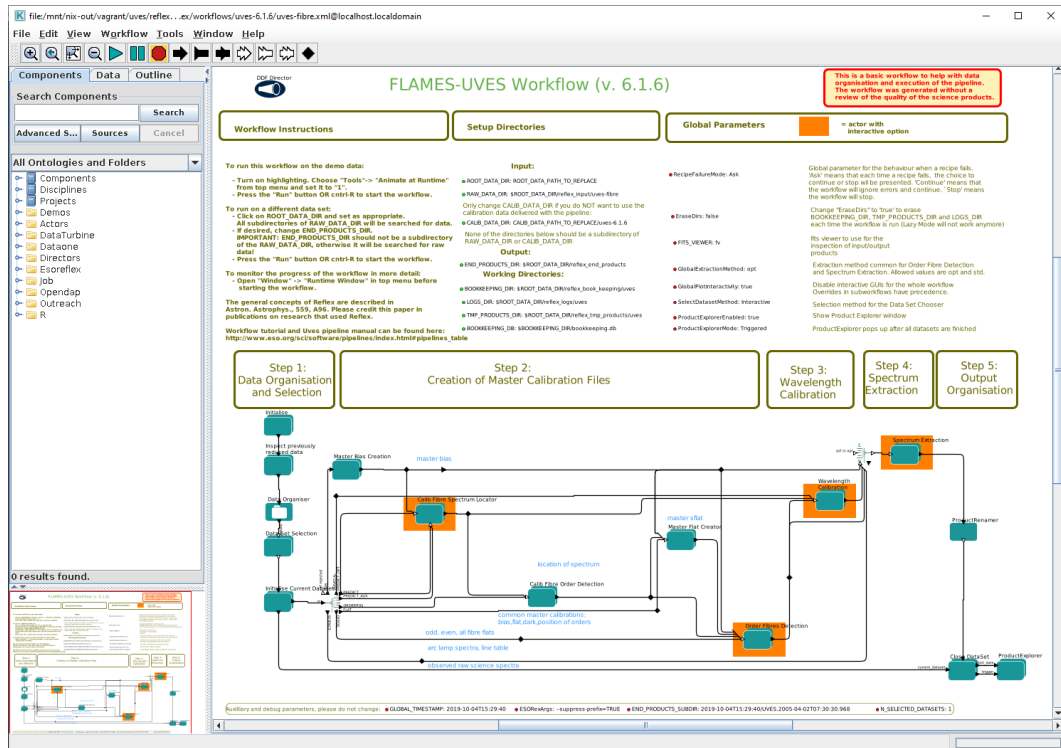 file:/mnt/nix-out/vagrant/uves/reflex...ex/workflows/uves-6.1.6/uves-fibre.xml@localhost.localdomain
File Edit View Workflow Tools Window Help
Components Data Outline
Search Components
Search
Advanced S... Sources Cancel
All Ontologies and Folders
Components
Disciplines
Projects
Demos
Actors
DataTurbine
Dataone
Directors
Esoreflex
Job
Opendap
Outreach
R
0 results found.
DDF Director
FLAMES-UVES Workflow (v. 6.1.6)
This is a basic workflow to help with data
organisation and execution of the pipeline.
The workflow was generated without a
review of the quality of the science products.
Workflow Instructions
Setup Directories
Global Parameters
= actor with
interactive option
To run this workflow on the demo data:
- Turn on highlighting. Choose "Tools"-> "Animate at Runtime"
from top menu and set it to "1".
- Press the "Run" button OR cntrl-R to start the workflow.
To run on a different data set:
- Click on ROOT_DATA_DIR and set as appropriate.
All subdirectories of RAW_DATA_DIR will be searched for data.
- If desired, change END_PRODUCTS_DIR.
IMPORTANT: END_PRODUCTS_DIR should not be a subdirectory
of the RAW_DATA_DIR, otherwise it will be searched for raw
data!
- Press the "Run" button OR cntrl-R to start the workflow.
To monitor the progress of the workflow in more detail:
- Open "Window" -> "Runtime Window" in top menu before
starting the workflow.
The general concepts of Reflex are described in
Astron. Astrophys., 559, A96. Please credit this paper in
publications on research that used Reflex.
Workflow tutorial and Uves pipeline manual can be found here:
http://www.eso.org/sci/software/pipelines/index.html#pipelines_table
Input:
ROOT_DATA_DIR: ROOT_DATA_PATH_TO_REPLACE
RAW_DATA_DIR: $ROOT_DATA_DIR/reflex_input/uves-fibre
Only change CALIB_DATA_DIR if you do NOT want to use the
calibration data delivered with the pipeline:
CALIB_DATA_DIR: CALIB_DATA_PATH_TO_REPLACE/uves-6.1.6
None of the directories below should be a subdirectory of
RAW_DATA_DIR or CALIB_DATA_DIR
Output:
END_PRODUCTS_DIR: $ROOT_DATA_DIR/reflex_end_products
Working Directories:
BOOKKEEPING_DIR: $ROOT_DATA_DIR/reflex_book_keeping/uves
LOGS_DIR: $ROOT_DATA_DIR/reflex_logs/uves
TMP_PRODUCTS_DIR: $ROOT_DATA_DIR/reflex_tmp_products/uves
BOOKKEEPING_DB: $BOOKKEEPING_DIR/bookkeeping.db
RecipeFailureMode: Ask
EraseDirs: false
FITS_VIEWER: fv
GlobalExtractionMethod: opt
GlobalPlotInteractivity: true
SelectDatasetMethod: Interactive
ProductExplorerEnabled: true
ProductExplorerMode: Triggered
Global parameter for the behaviour when a recipe fails.
'Ask' means that each time a recipe fails, the choice to
continue or stop will be presented. 'Continue' means that
the workflow will ignore errors and continue. `Stop' means
the workflow will stop.
Change "EraseDirs" to 'true' to erase
BOOKKEEPING_DIR, TMP_PRODUCTS_DIR and LOGS_DIR
each time the workflow is run (Lazy Mode will not work anymore)
fits viewer to use for the
inspection of input/output
products
Extraction method common for Order Fibre Detection
and Spectrum Extraction. Allowed values are opt and std.
Disable interactive GUIs for the whole workflow
Overrides in subworkflows have precedence.
Selection method for the Data Set Chooser
Show Product Explorer window
ProductExplorer pops up after all datasets are finished
Step 1:
Data Organisation
and Selection
Step 2:
Creation of Master Calibration Files
Step 3:
Wavelength
Calibration
Step 4:
Spectrum
Extraction
Step 5:
Output
Organisation
Initialise
Inspect previously
reduced data
Data Organiser
DataSet Selection
Initialise Current Dataset
Master Bias Creation
master bias
Calib Fibre Spectrum Locator
Spectrum Extraction
Wavelength
Calibration
master sflat
Master Flat Creator
ProductRenamer
location of spectrum
Calib Fibre Order Detection
common master calibrations:
bias,flat,dark,position of orders
odd, even, all fibre flats
Order Fibres Detection
arc lamp spectra, line table
observed raw science spectra
Close DataSet
ProductExplorer
Auxiliary and debug parameters, please do not change:
GLOBAL_TIMESTAMP: 2019-10-04T15:29:40
ESORexArgs: --suppress-prefix=TRUE
END_PRODUCTS_SUBDIR: 2019-10-04T15:29:40/UVES.2005-04-02T07:30:30.968
N_SELECTED_DATASETS: 1